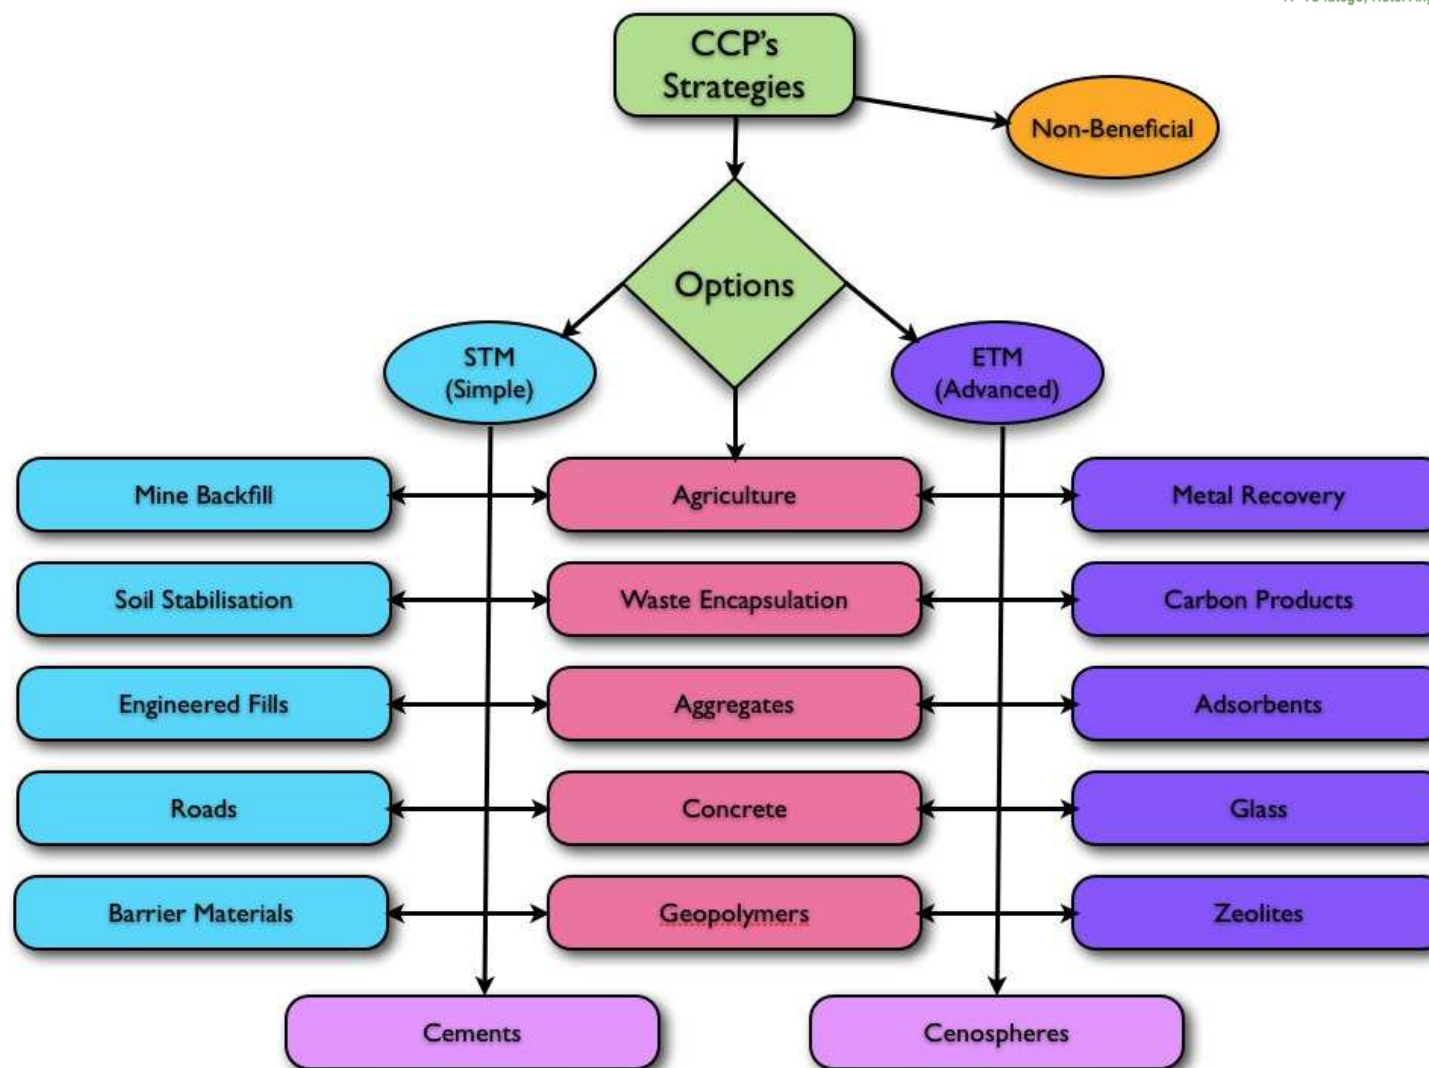 CCP's
Strategies
Non-Beneficial
Options
STM
(Simple)
ETM
(Advanced)
Mine Backfill
Agriculture
Metal Recovery
Soil Stabilisation
Waste Encapsulation
Carbon Products
Engineered Fills
Aggregates
Adsorbents
Roads
Concrete
Glass
Barrier Materials
Geopolymers
Zeolites
Cements
Cenospheres